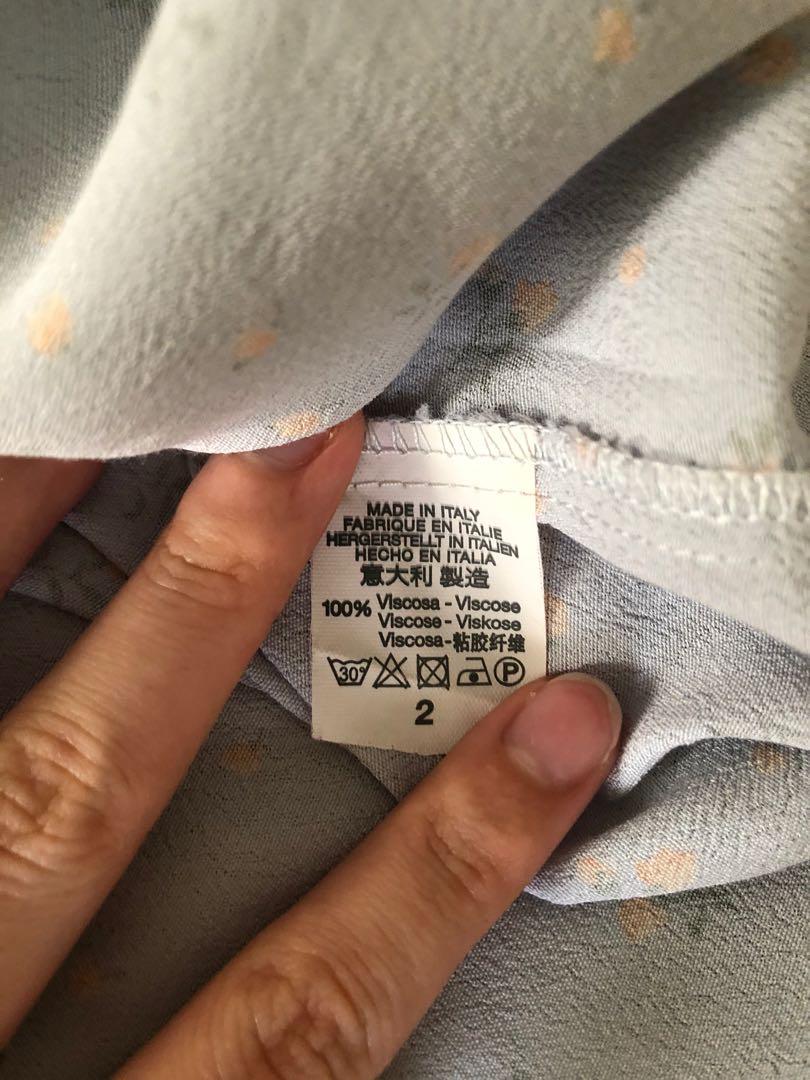 MADE IN ITALY
FABRIQUE EN ITALIE
HERGERSTELLT IN ITALIEN
HECHO EN ITALIA
意大利 製造
100% Viscosa - Viscose
Viscose - Viskose
Viscosa-粘胶纤维
30° P
2